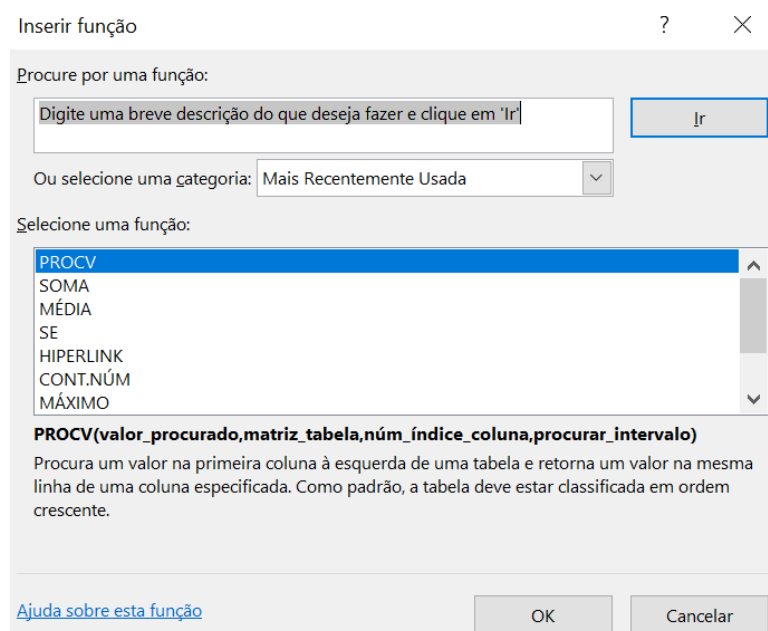 Inserir função
?
Procure por uma função:
Digite uma breve descrição do que deseja fazer e clique em 'Ir'
Ir
Ou selecione uma categoria: Mais Recentemente Usada
Selecione uma função:
PROCV
SOMA
MÉDIA
SE
HIPERLINK
CONT.NÚM
MÁXIMO
PROCV(valor_procurado,matriz_tabela,núm_índice_coluna,procurar_intervalo)
Procura um valor na primeira coluna à esquerda de uma tabela e retorna um valor na mesma
linha de uma coluna especificada. Como padrão, a tabela deve estar classificada em ordem
crescente.
Ajuda sobre esta função
OK
Cancelar